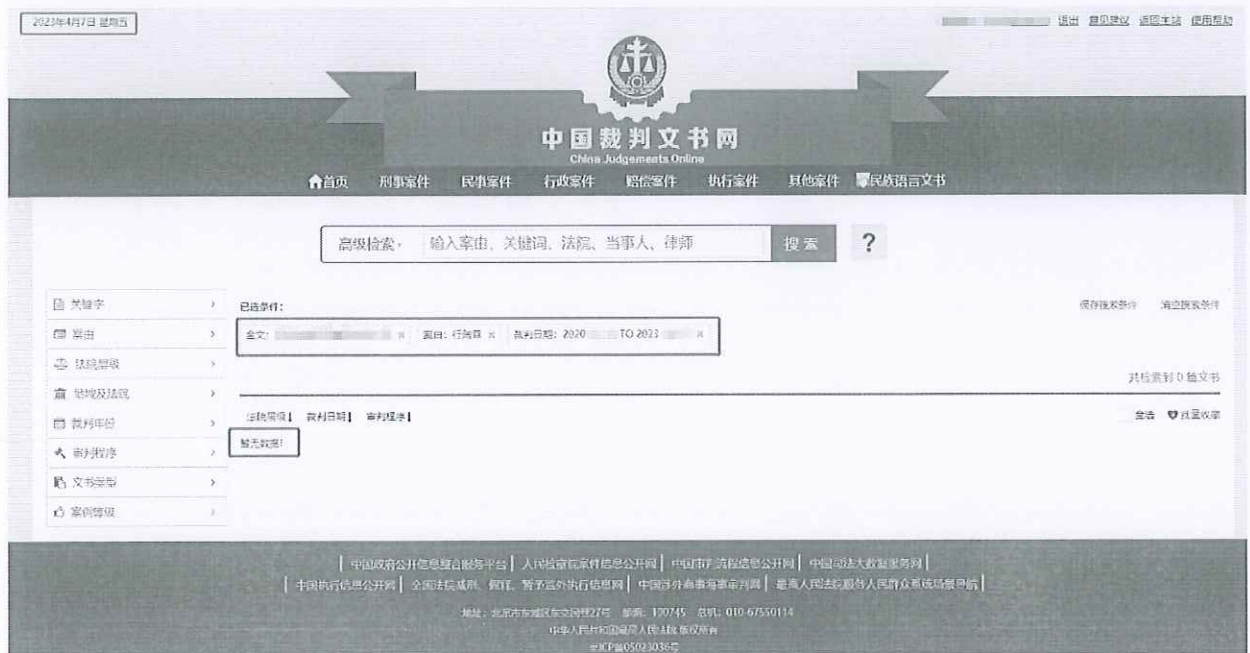 2023年4月7日 星期五
退出 意见建议 返回主站 使用帮助
中国裁判文书网
China Judgements Online
首页 刑事案件 民事案件 行政案件 赔偿案件 执行案件 其他案件 民族语言文书
高级检索 输入案由、关键词、法院、当事人、律师 搜索 ?
关键字
案由
法院层级
地域及法院
裁判年份
审判程序
文书类型
案例等级
已选条件:
保存搜索条件 清空搜索条件
全文: × 案由: 行贿罪 × 裁判日期: 2020 TO 2023 ×
共检索到 0 篇文书
法院层级 裁判日期 审判程序
全选 批量收藏
暂无数据!
中国政府公开信息整合服务平台 | 人民检察院案件信息公开网 | 中国审判流程信息公开网 | 中国司法大数据服务网 |
中国执行信息公开网 | 全国法院减刑、假释、暂予监外执行信息网 | 中国涉外商事海事审判网 | 最高人民法院服务人民群众系统场景导航 |
地址: 北京市东城区东交民巷27号 邮编: 100745 总机: 010-67550114
中华人民共和国最高人民法院 版权所有
京ICP备05023036号